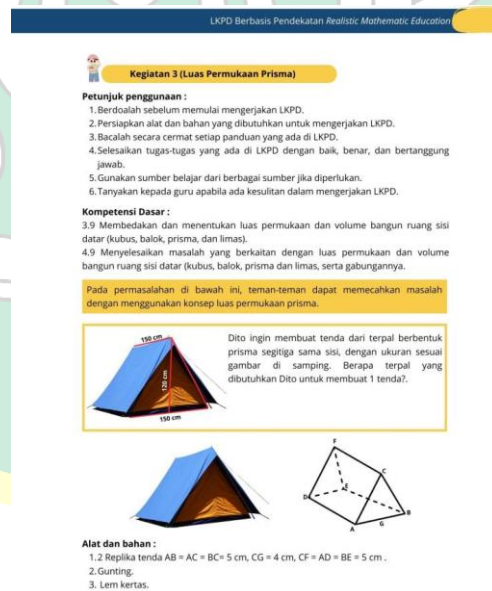 LKPD Berbasis Pendekatan Realistic Mathematic Education
Kegiatan 3 (Luas Permukaan Prisma)
Petunjuk penggunaan :
1. Berdoalah sebelum memulai mengerjakan LKPD.
2. Persiapkan alat dan bahan yang dibutuhkan untuk mengerjakan LKPD.
3. Bacalah secara cermat setiap panduan yang ada di LKPD.
4. Selesaikan tugas-tugas yang ada di LKPD dengan baik, benar, dan bertanggung
jawab.
5. Gunakan sumber belajar dari berbagai sumber jika diperlukan.
6. Tanyakan kepada guru apabila ada kesulitan dalam mengerjakan LKPD.
Kompetensi Dasar :
3.9 Membedakan dan menentukan luas permukaan dan volume bangun ruang sisi
datar (kubus, balok, prisma, dan limas).
4.9 Menyelesaikan masalah yang berkaitan dengan luas permukaan dan volume
bangun ruang sisi datar (kubus, balok, prisma dan limas, serta gabungannya.
Pada permasalahan di bawah ini, teman-teman dapat memecahkan masalah
dengan menggunakan konsep luas permukaan prisma.
150 cm
120 cm
150 cm
Dito ingin membuat tenda dari terpal berbentuk
prisma segitiga sama sisi, dengan ukuran sesuai
gambar di samping. Berapa terpal yang
dibutuhkan Dito untuk membuat 1 tenda?.
F
C
E
D
B
G
A
Alat dan bahan :
1. 2 Replika tenda AB = AC = BC= 5 cm, CG = 4 cm, CF = AD = BE = 5 cm .
2. Gunting.
3. Lem kertas.